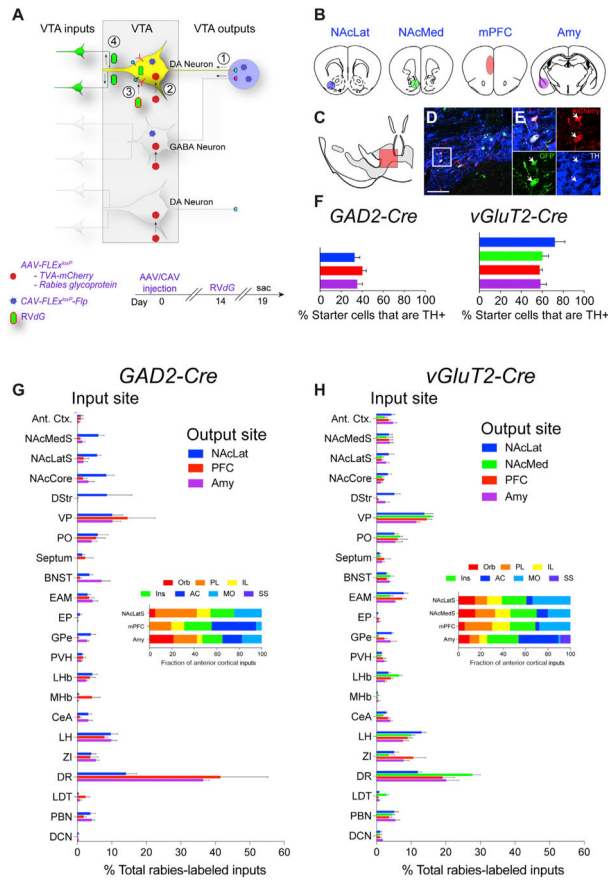 A
VTA inputs
VTA
VTA outputs
4
DA Neuron
1
DA Neuron
3
2
GABA Neuron
DA Neuron
AAV-FLExloxP
- TVA-mCherry
- Rabies glycoprotein
CAV-FLExloxP-Flp
RVdG
AAV/CAV
injection
RVdG
sac
Day
0
14
19
B
NAcLat
NAcMed
mPFC
Amy
C
D
E
mCherry
GFP
TH
F
GAD2-Cre
vGluT2-Cre
0 20 40 60 80 100
% Starter cells that are TH+
0 20 40 60 80 100
% Starter cells that are TH+
G
GAD2-Cre
Input site
Ant. Ctx.
NAcMedS
NAcLatS
NAcCore
DStr
VP
PO
Septum
BNST
EAM
EP
GPe
PVH
LHb
MHb
CeA
LH
ZI
DR
LDT
PBN
DCN
Output site
NAcLat
PFC
Amy
Orb PL IL
Ins AC MO SS
NAcLatS
mPFC
Amy
0 20 40 60 80 100
Fraction of anterior cortical inputs
0 10 20 30 40 50 60
% Total rabies-labeled inputs
H
vGluT2-Cre
Input site
Ant. Ctx.
NAcMedS
NAcLatS
NAcCore
DStr
VP
PO
Septum
BNST
EAM
EP
GPe
PVH
LHb
MHb
CeA
LH
ZI
DR
LDT
PBN
DCN
Output site
NAcLat
NAcMed
PFC
Amy
Orb PL IL
Ins AC MO SS
NAcLatS
NAcMedS
mPFC
Amy
0 20 40 60 80 100
Fraction of anterior cortical inputs
0 10 20 30 40 50 60
% Total rabies-labeled inputs